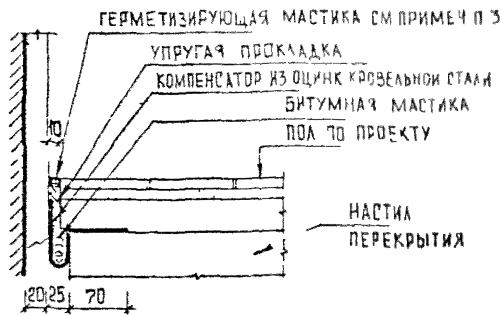 ГЕРМЕТИЗИРУЮЩАЯ МАСТИКА СМ ПРИМЕЧ П 3
УПРУГАЯ ПРОКЛАДКА
КОМПЕНСАТОР ИЗ ОЦИНК КРОВЕЛЬНОЙ СТАЛИ
БИТУМНАЯ МАСТИКА
ПОЛ ПО ПРОЕКТУ
НАСТИЛ
ПЕРЕКРЫТИЯ
20 25 70